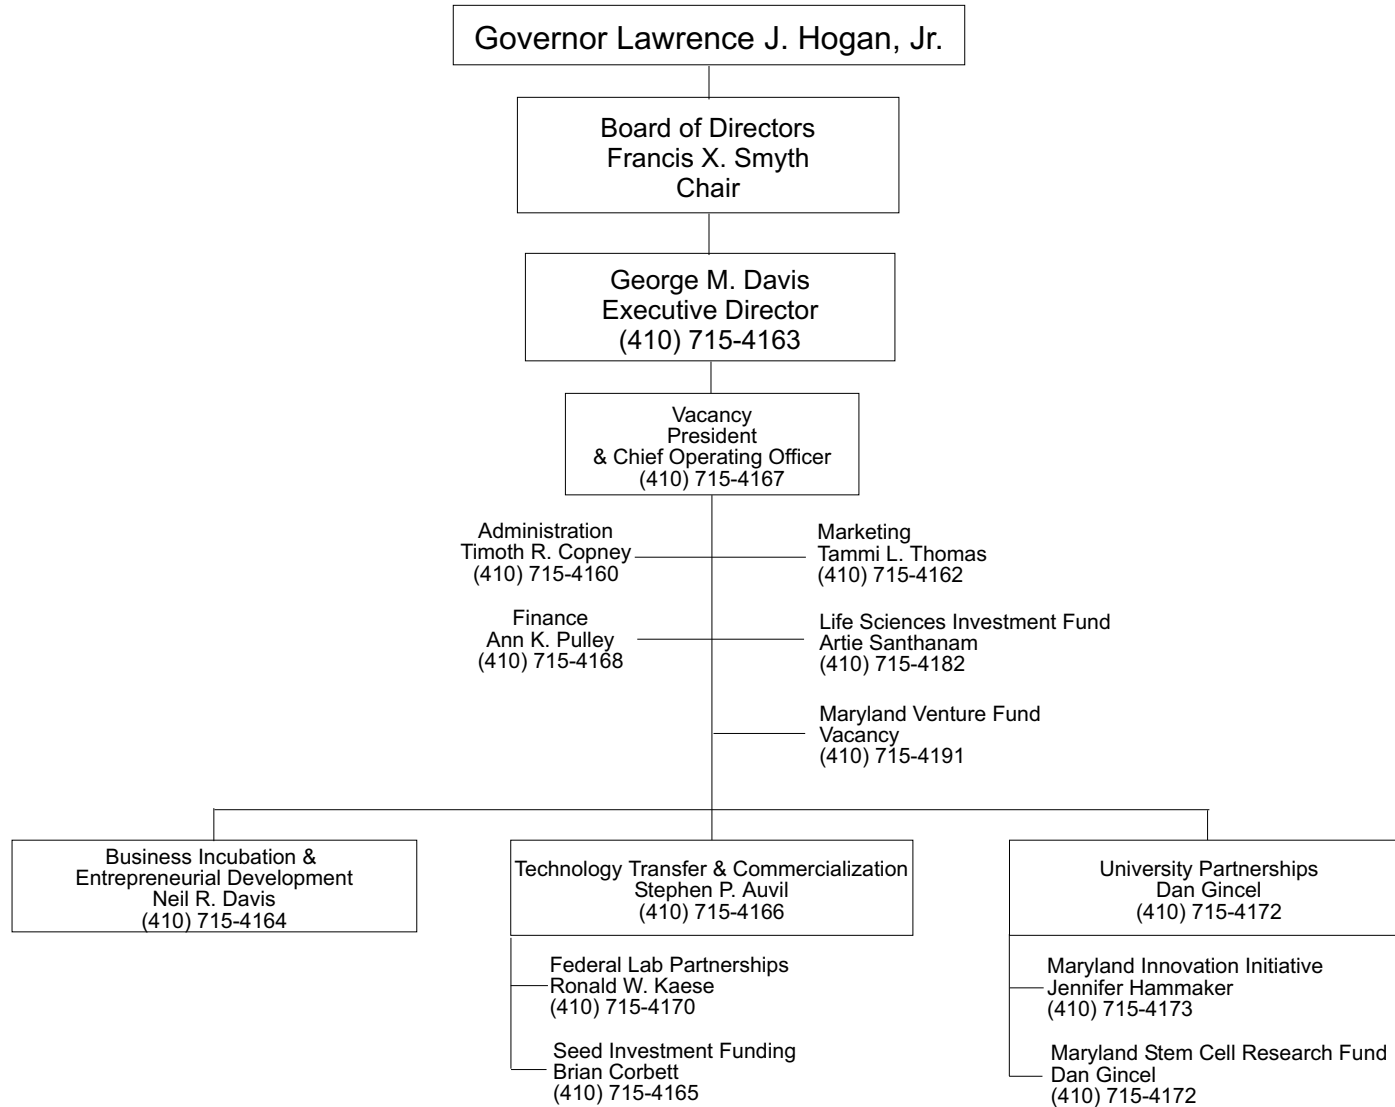 Governor Lawrence J. Hogan, Jr.
Board of Directors
Francis X. Smyth
Chair
George M. Davis
Executive Director
(410) 715-4163
Vacancy
President
& Chief Operating Officer
(410) 715-4167
Administration
Timoth R. Copney
(410) 715-4160
Marketing
Tammi L. Thomas
(410) 715-4162
Finance
Ann K. Pulley
(410) 715-4168
Life Sciences Investment Fund
Artie Santhanam
(410) 715-4182
Maryland Venture Fund
Vacancy
(410) 715-4191
Business Incubation &
Entrepreneurial Development
Neil R. Davis
(410) 715-4164
Technology Transfer & Commercialization
Stephen P. Auvil
(410) 715-4166
University Partnerships
Dan Gincel
(410) 715-4172
Federal Lab Partnerships
Ronald W. Kaese
(410) 715-4170
Seed Investment Funding
Brian Corbett
(410) 715-4165
Maryland Innovation Initiative
Jennifer Hammaker
(410) 715-4173
Maryland Stem Cell Research Fund
Dan Gincel
(410) 715-4172